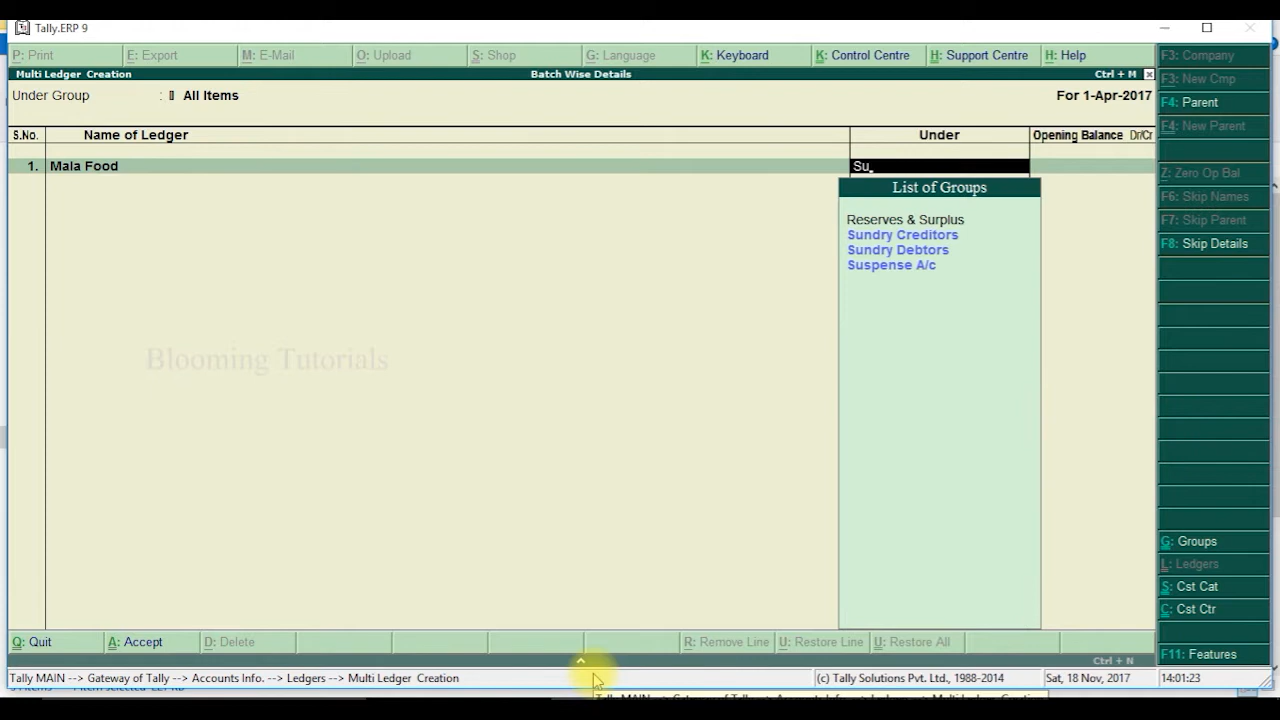 Tally.ERP 9
P: Print E: Export M: E-Mail O: Upload S: Shop G: Language K: Keyboard K: Control Centre H: Support Centre H: Help
F3: Company
Multi Ledger Creation Batch Wise Details Ctrl + M
F3: New Cmp
Under Group : All Items For 1-Apr-2017
F4: Parent
F4: New Parent
S.No. Name of Ledger Under Opening Balance Dr/Cr
1. Mala Food Su
Z: Zero Op Bal
List of Groups
F6: Skip Names
Reserves & Surplus
F7: Skip Parent
Sundry Creditors
F8: Skip Details
Sundry Debtors
Suspense A/c
Blooming Tutorials
G: Groups
L: Ledgers
S: Cst Cat
C: Cst Ctr
Q: Quit A: Accept D: Delete R: Remove Line U: Restore Line U: Restore All
F11: Features
Ctrl + N
Tally MAIN --> Gateway of Tally --> Accounts Info. --> Ledgers --> Multi Ledger Creation (c) Tally Solutions Pvt. Ltd., 1988-2014 Sat, 18 Nov, 2017 14:01:23